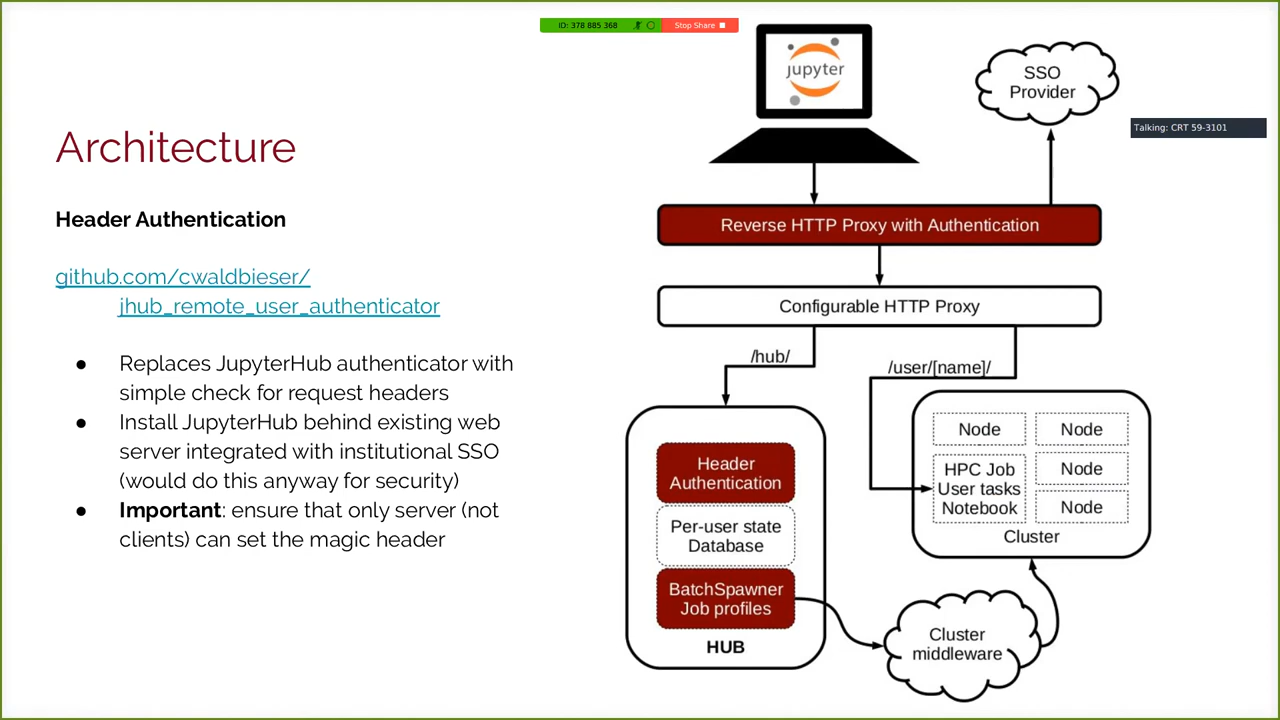 ID: 378 885 368
Stop Share
Talking: CRT 59-3101
Architecture
Header Authentication
github.com/cwaldbieser/
jhub_remote_user_authenticator
● Replaces JupyterHub authenticator with
simple check for request headers
● Install JupyterHub behind existing web
server integrated with institutional SSO
(would do this anyway for security)
● Important: ensure that only server (not
clients) can set the magic header
jupyter
SSO
Provider
Reverse HTTP Proxy with Authentication
Configurable HTTP Proxy
/hub/
/user/[name]/
Header
Authentication
Per-user state
Database
BatchSpawner
Job profiles
HUB
Node
Node
HPC Job
User tasks
Notebook
Node
Node
Cluster
Cluster
middleware